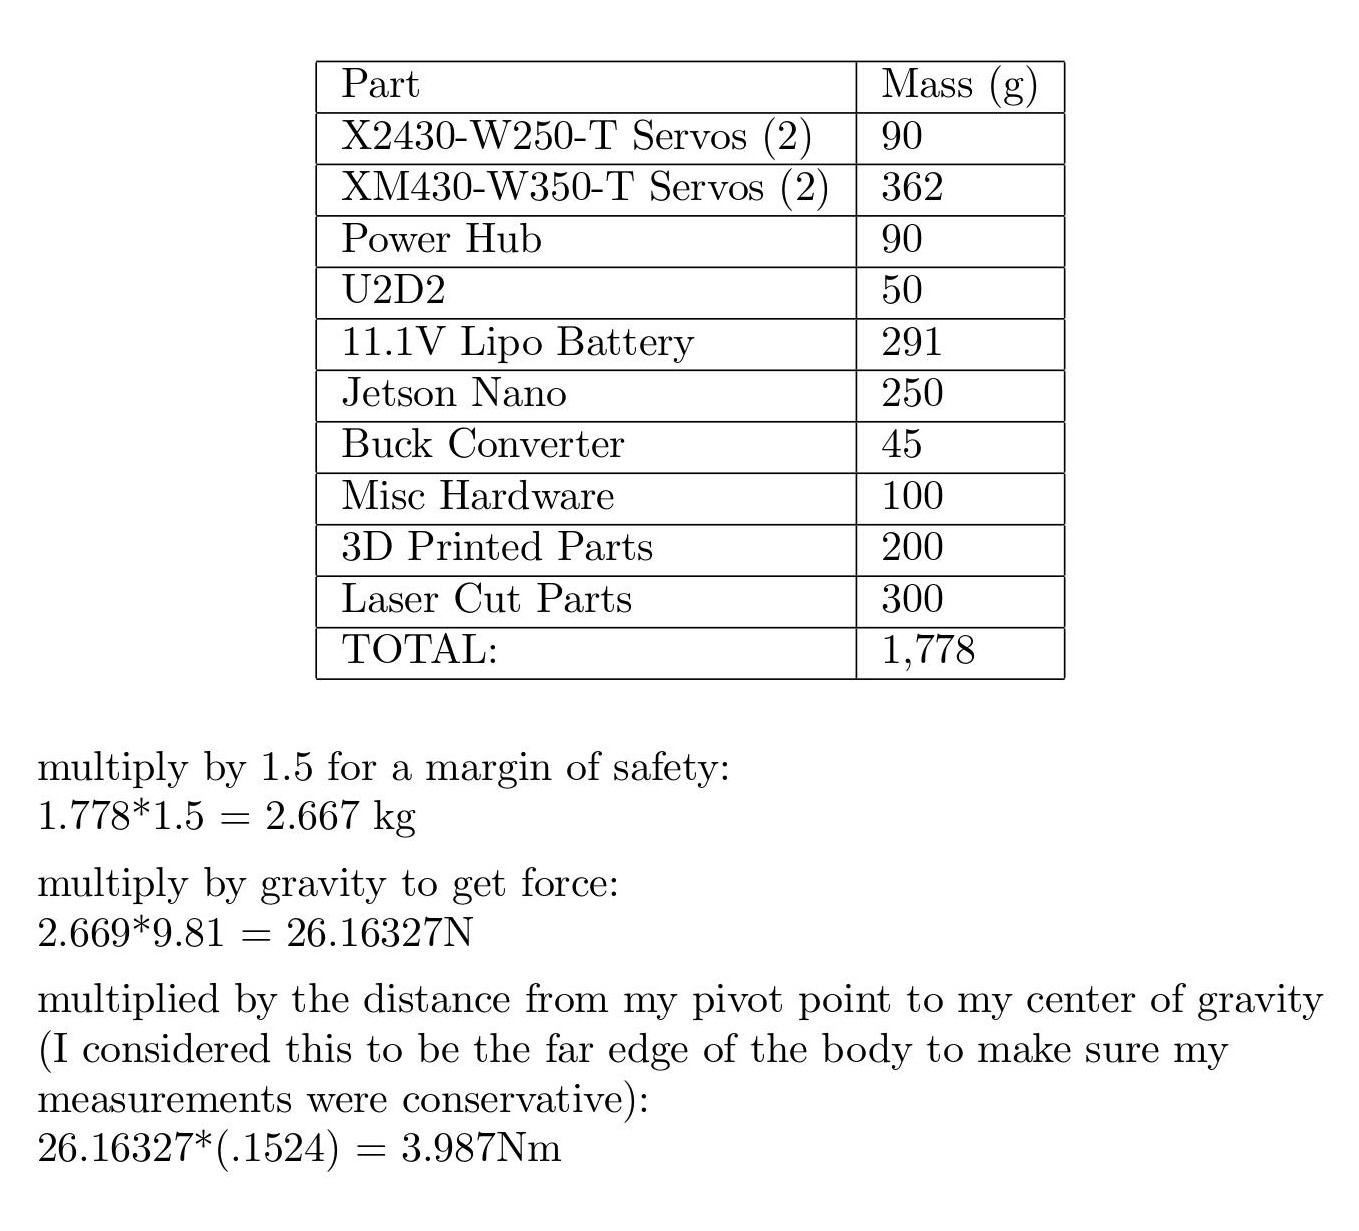 Part Mass (g)
X2430-W250-T Servos (2) 90
XM430-W350-T Servos (2) 362
Power Hub 90
U2D2 50
11.1V Lipo Battery 291
Jetson Nano 250
Buck Converter 45
Misc Hardware 100
3D Printed Parts 200
Laser Cut Parts 300
TOTAL: 1,778
multiply by 1.5 for a margin of safety:
1.778*1.5 = 2.667 kg
multiply by gravity to get force:
2.669*9.81 = 26.16327N
multiplied by the distance from my pivot point to my center of gravity
(I considered this to be the far edge of the body to make sure my
measurements were conservative):
26.16327*(.1524) = 3.987Nm